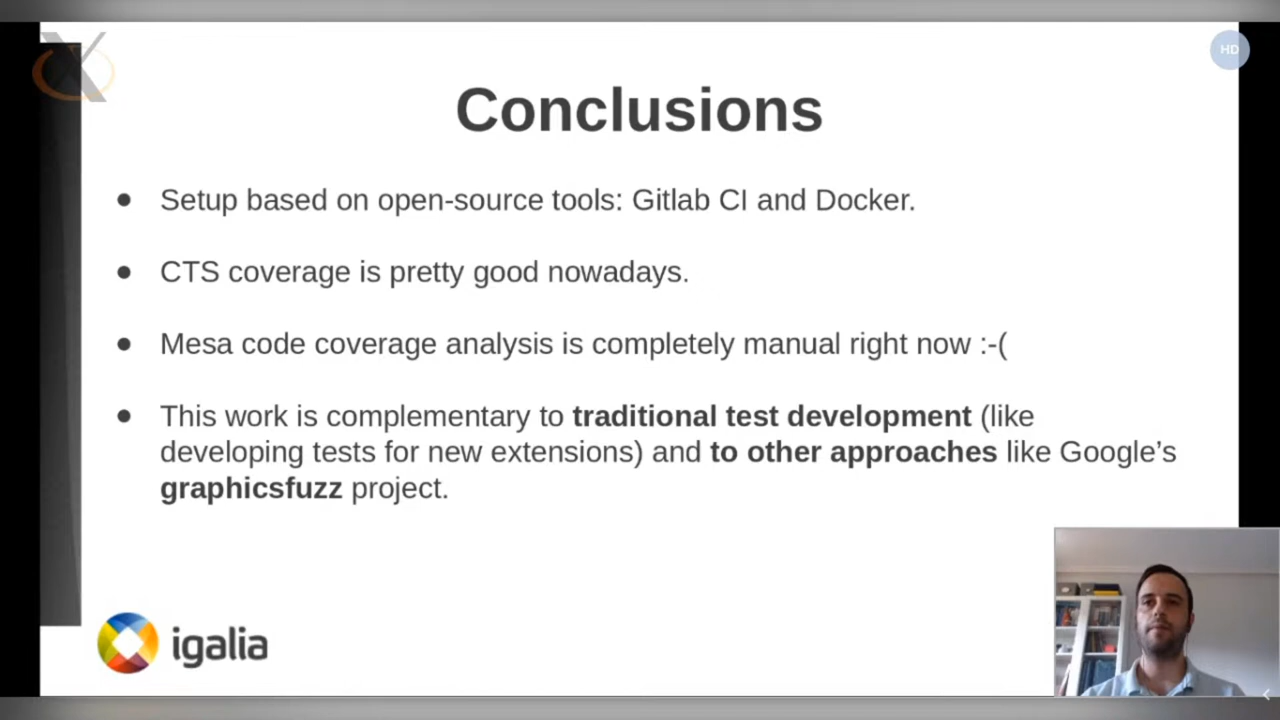 HD
Conclusions
● Setup based on open-source tools: Gitlab CI and Docker.
● CTS coverage is pretty good nowadays.
● Mesa code coverage analysis is completely manual right now :-(
● This work is complementary to traditional test development (like
developing tests for new extensions) and to other approaches like Google’s
graphicsfuzz project.
igalia